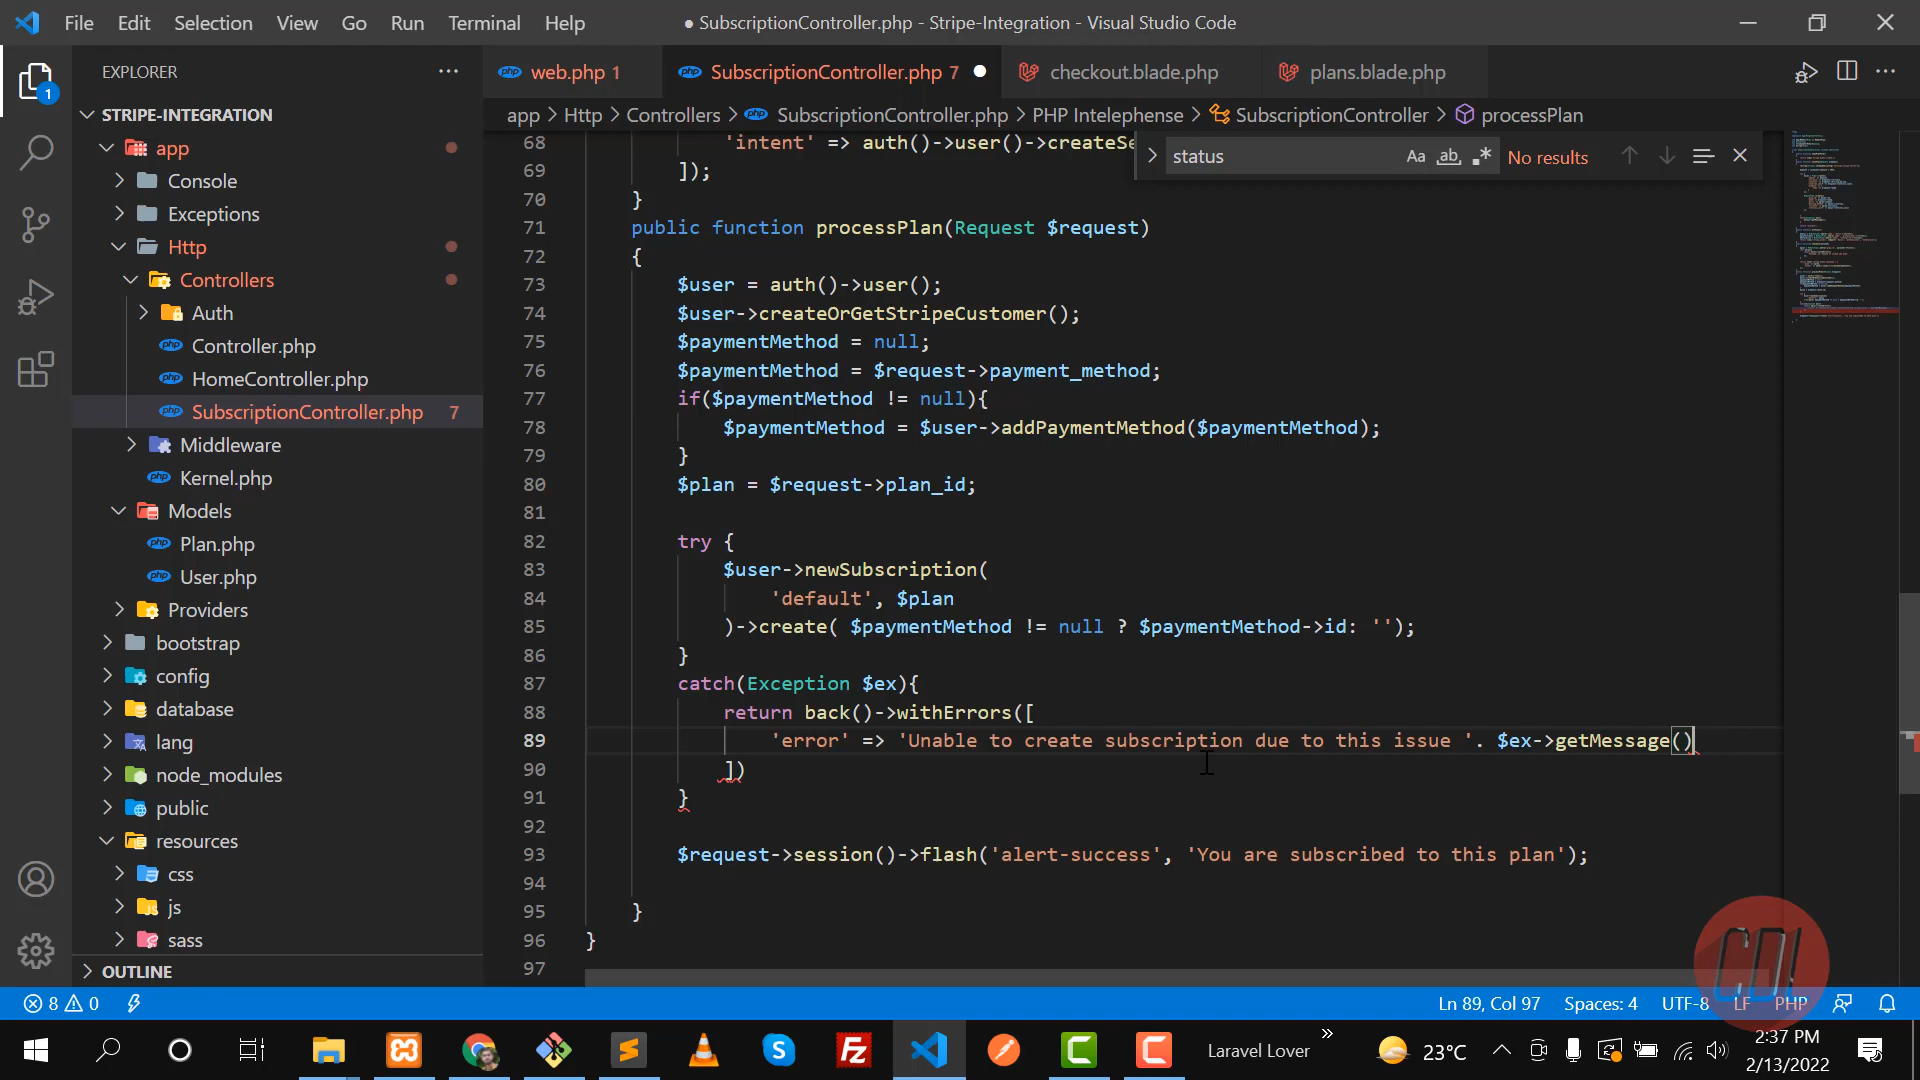 File Edit Selection View Go Run Terminal Help
● SubscriptionController.php - Stripe-Integration - Visual Studio Code
EXPLORER
web.php 1
SubscriptionController.php 7
checkout.blade.php
plans.blade.php
app > Http > Controllers > SubscriptionController.php > PHP Intelephense > SubscriptionController > processPlan
status
Aa ab No results
STRIPE-INTEGRATION
app
Console
Exceptions
Http
Controllers
Auth
Controller.php
HomeController.php
SubscriptionController.php 7
Middleware
Kernel.php
Models
Plan.php
User.php
Providers
bootstrap
config
database
lang
node_modules
public
resources
css
js
sass
OUTLINE
1
68 'intent' => auth()->user()->createSe
69 ]);
70 }
71 public function processPlan(Request $request)
72 {
73 $user = auth()->user();
74 $user->createOrGetStripeCustomer();
75 $paymentMethod = null;
76 $paymentMethod = $request->payment_method;
77 if($paymentMethod != null){
78 $paymentMethod = $user->addPaymentMethod($paymentMethod);
79 }
80 $plan = $request->plan_id;
81
82 try {
83 $user->newSubscription(
84 'default', $plan
85 )->create( $paymentMethod != null ? $paymentMethod->id: '');
86 }
87 catch(Exception $ex){
88 return back()->withErrors([
89 'error' => 'Unable to create subscription due to this issue '. $ex->getMessage()
90 ])
91 }
92
93 $request->session()->flash('alert-success', 'You are subscribed to this plan');
94
95 }
96 }
97
8 0
Ln 89, Col 97 Spaces: 4 UTF-8 LF PHP
Laravel Lover
23°C
2:37 PM
2/13/2022